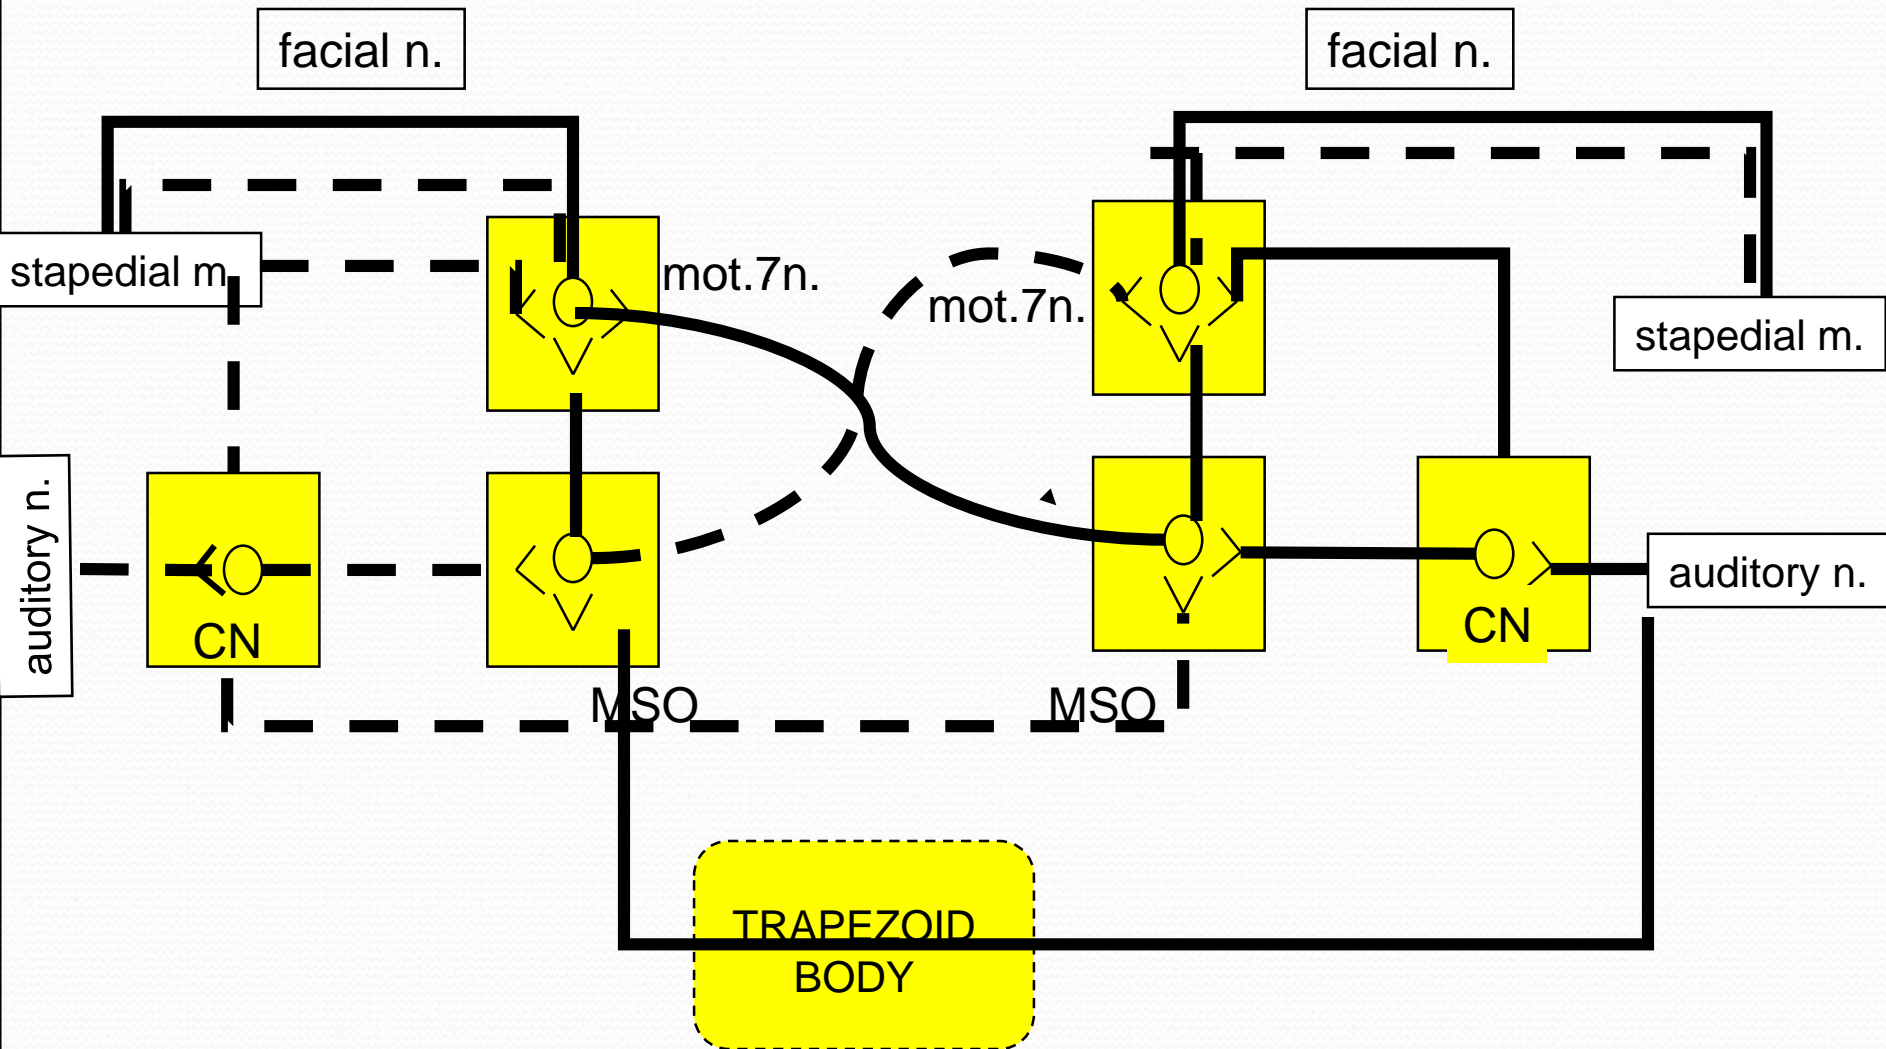 facial n.
facial n.
stapedial m.
mot.7n.
mot.7n.
stapedial m.
auditory n.
auditory n.
CN
CN
MSO
MSO
TRAPEZOID
BODY